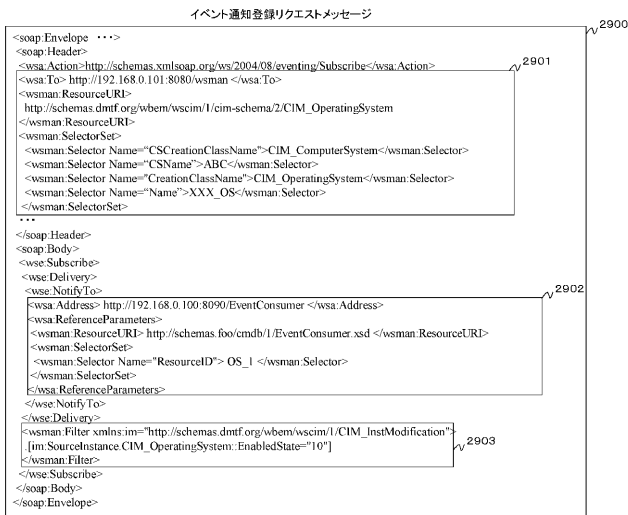 イベント通知登録リクエストメッセージ
2900
<soap:Envelope ・・・>
<soap:Header>
<wsa:Action>http://schemas.xmlsoap.org/ws/2004/08/eventing/Subscribe</wsa:Action>
2901
<wsa:To> http://192.168.0.101:8080/wsman </wsa:To>
<wsman:ResourceURI>
http://schemas.dmtf.org/wbem/wscim/1/cim-schema/2/CIM_OperatingSystem
</wsman:ResourceURI>
<wsman:SelectorSet>
<wsman:Selector Name=“CSCreationClassName”>CIM_ComputerSystem</wsman:Selector>
<wsman:Selector Name=“CSName”>ABC</wsman:Selector>
<wsman:Selector Name="CreationClassName">CIM_OperatingSystem</wsman:Selector>
<wsman:Selector Name=“Name”>XXX_OS</wsman:Selector>
</wsman:SelectorSet>
・・・
</soap:Header>
<soap:Body>
<wse:Subscribe>
<wse:Delivery>
<wse:NotifyTo>
2902
<wsa:Address> http://192.168.0.100:8090/EventConsumer </wsa:Address>
<wsa:ReferenceParameters>
<wsman:ResourceURI> http://schemas.foo/cmdb/1/EventConsumer.xsd </wsman:ResourceURI>
<wsman:SelectorSet>
<wsman:Selector Name="ResourceID"> OS_1 </wsman:Selector>
</wsman:SelectorSet>
</wsa:ReferenceParameters>
</wse:NotifyTo>
</wse:Delivery>
<wsman:Filter xmlns:im="http://schemas.dmtf.org/wbem/wscim/1/CIM_InstModification">
.[im:SourceInstance.CIM_OperatingSystem::EnabledState="10"]
2903
</wsman:Filter>
</wse:Subscribe>
</soap:Body>
</soap:Envelope>